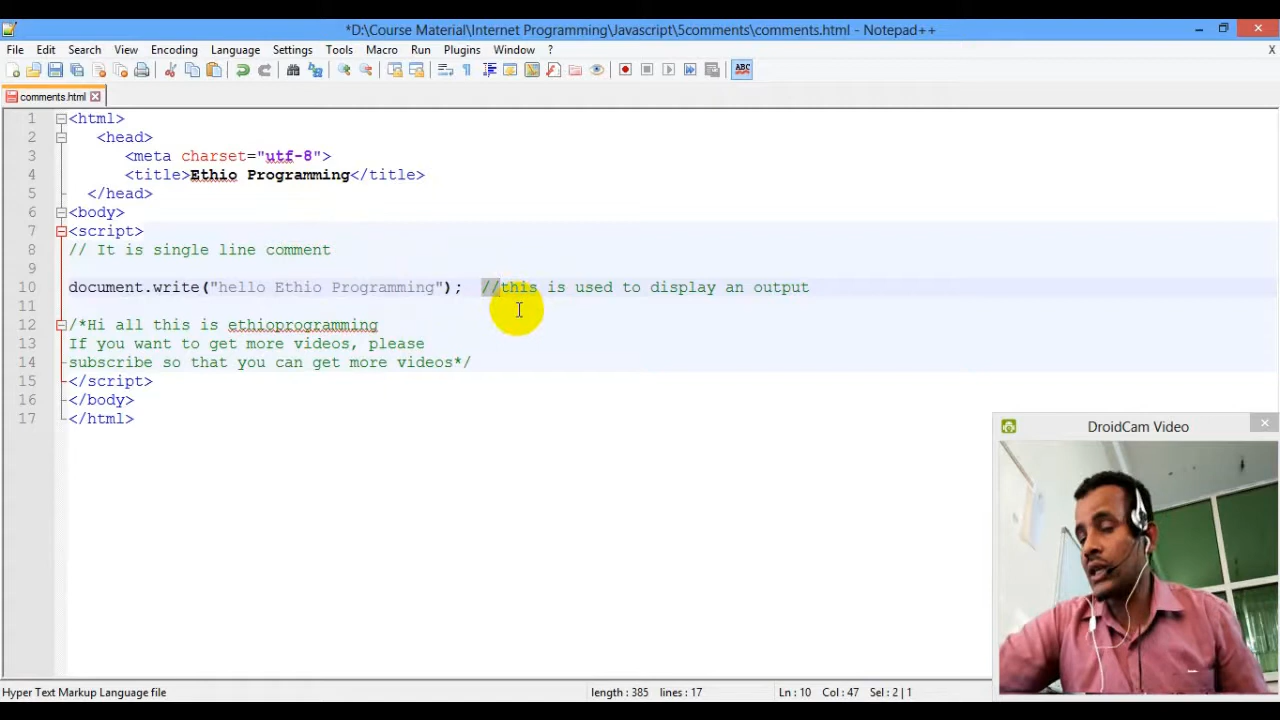 *D:\Course Material\Internet Programming\Javascript\5comments\comments.html - Notepad++
File Edit Search View Encoding Language Settings Tools Macro Run Plugins Window ? X
ABC
comments.html
1 <html>
2 <head>
3 <meta charset="utf-8">
4 <title>Ethio Programming</title>
5 </head>
6 <body>
7 <script>
8 // It is single line comment
9
10 document.write("hello Ethio Programming"); //this is used to display an output
11
12 /*Hi all this is ethioprogramming
13 If you want to get more videos, please
14 subscribe so that you can get more videos*/
15 </script>
16 </body>
17 </html>
DroidCam Video
Hyper Text Markup Language file length : 385 lines : 17 Ln : 10 Col : 47 Sel : 2 | 1